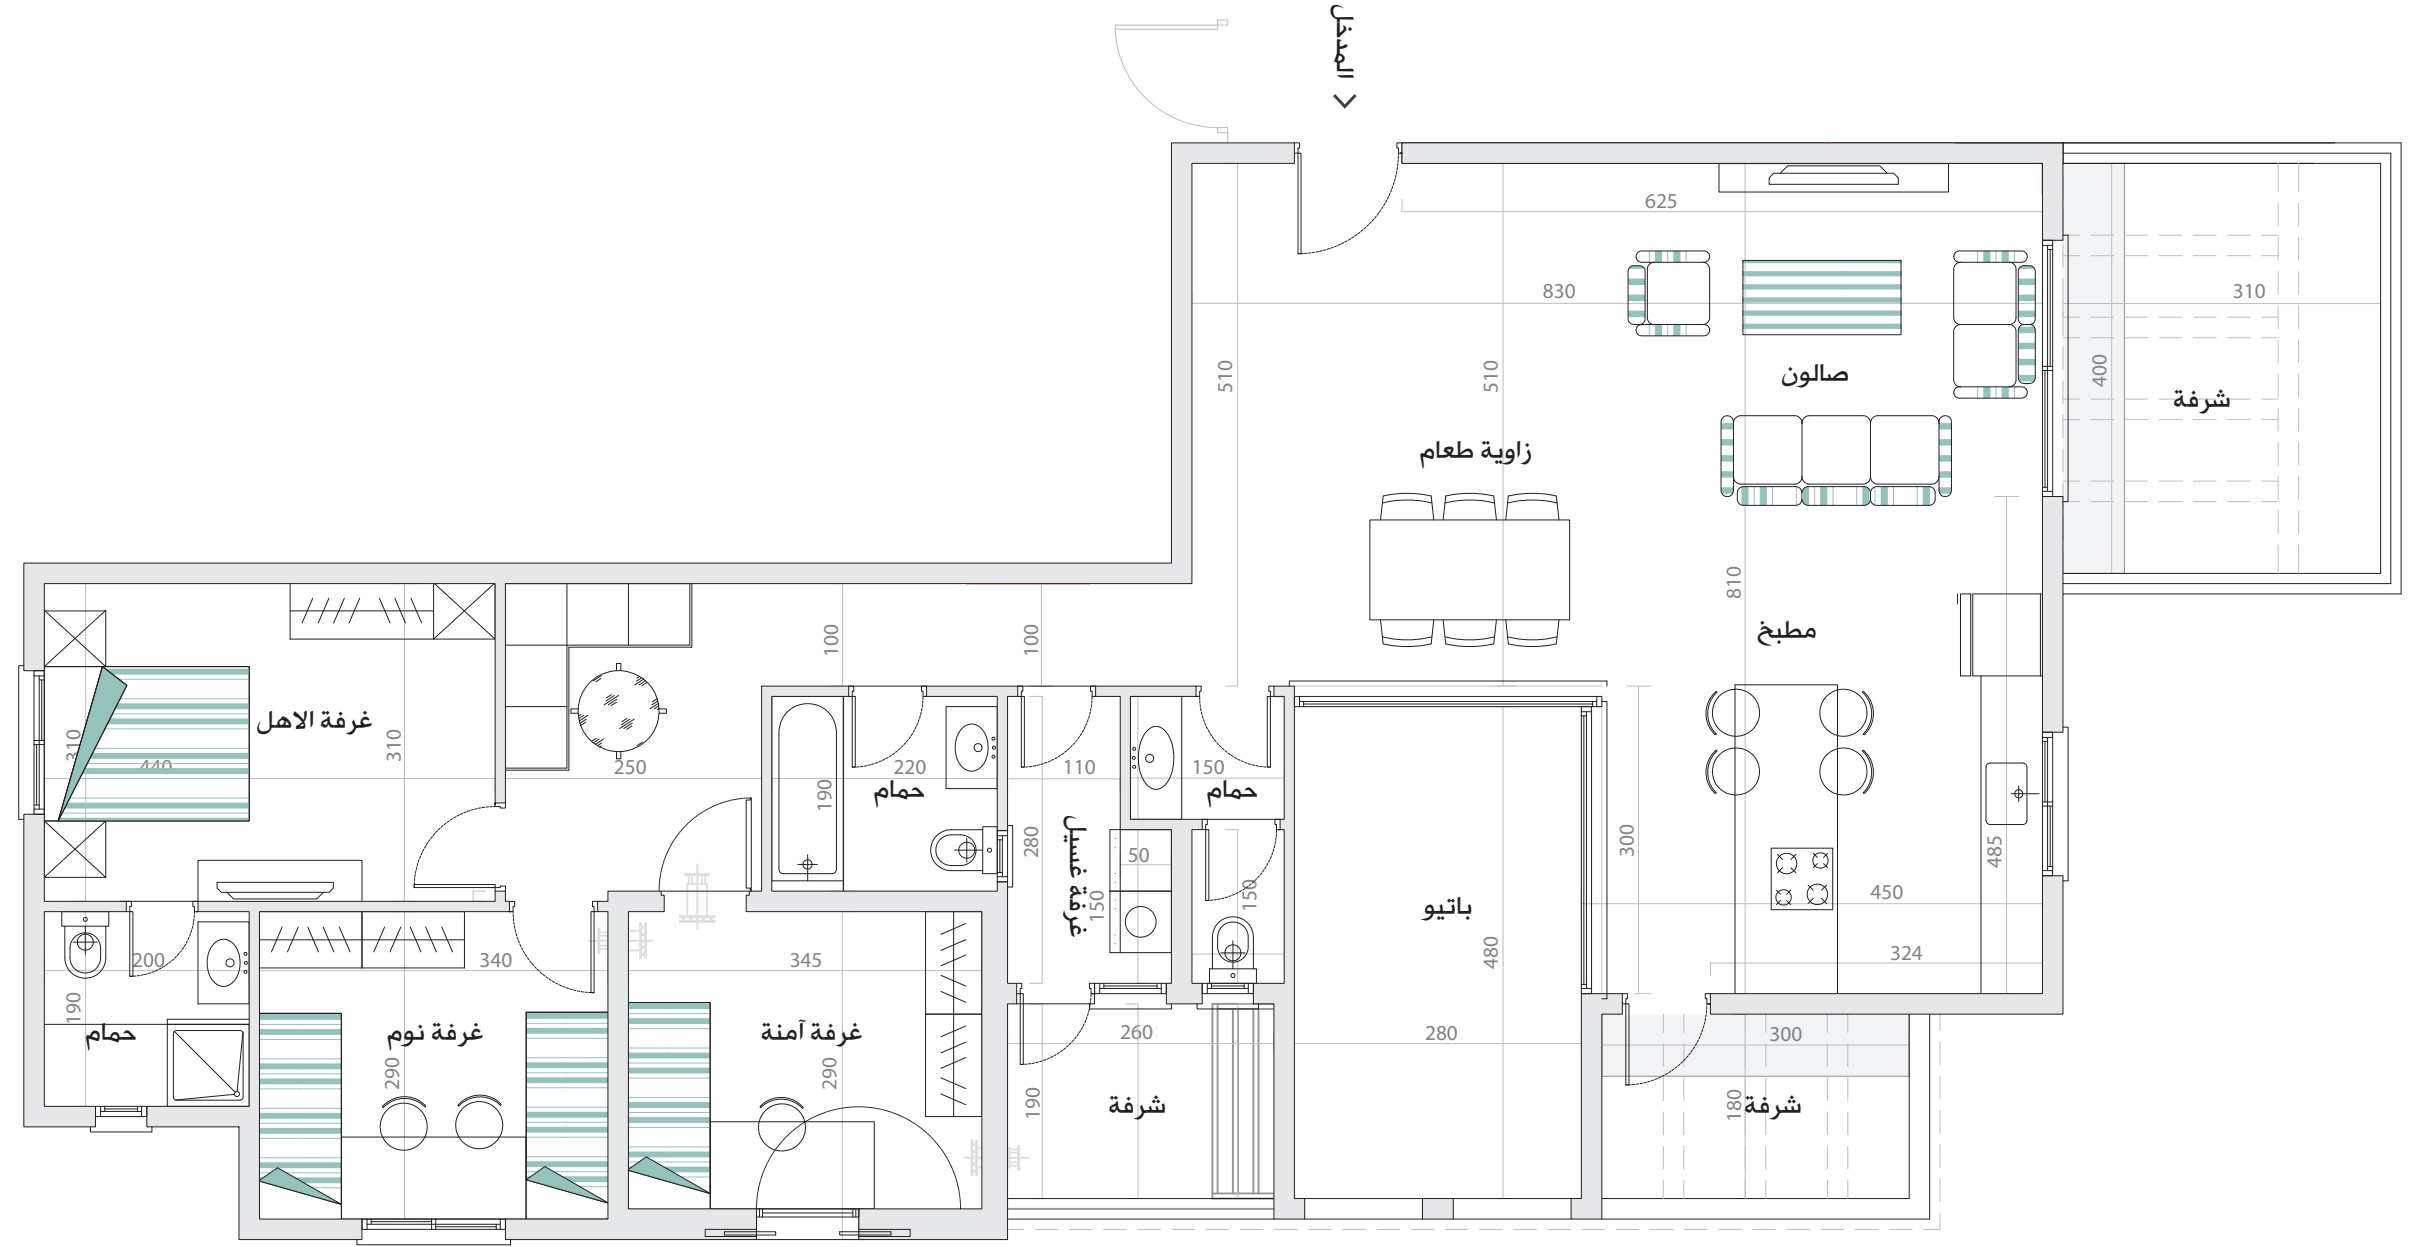 المدخل
625
830
310
510
510
صالون
400
شرفة
زاوية طعام
810
مطبخ
100
100
غرفة الاهل
310
310
440
250
190
220
حمام
110
150
حمام
280
غرفة غسيل
50
150
150
300
485
450
باتيو
480
324
200
190
حمام
340
غرفة نوم
290
345
غرفة آمنة
290
260
190
شرفة
280
300
180
شرفة